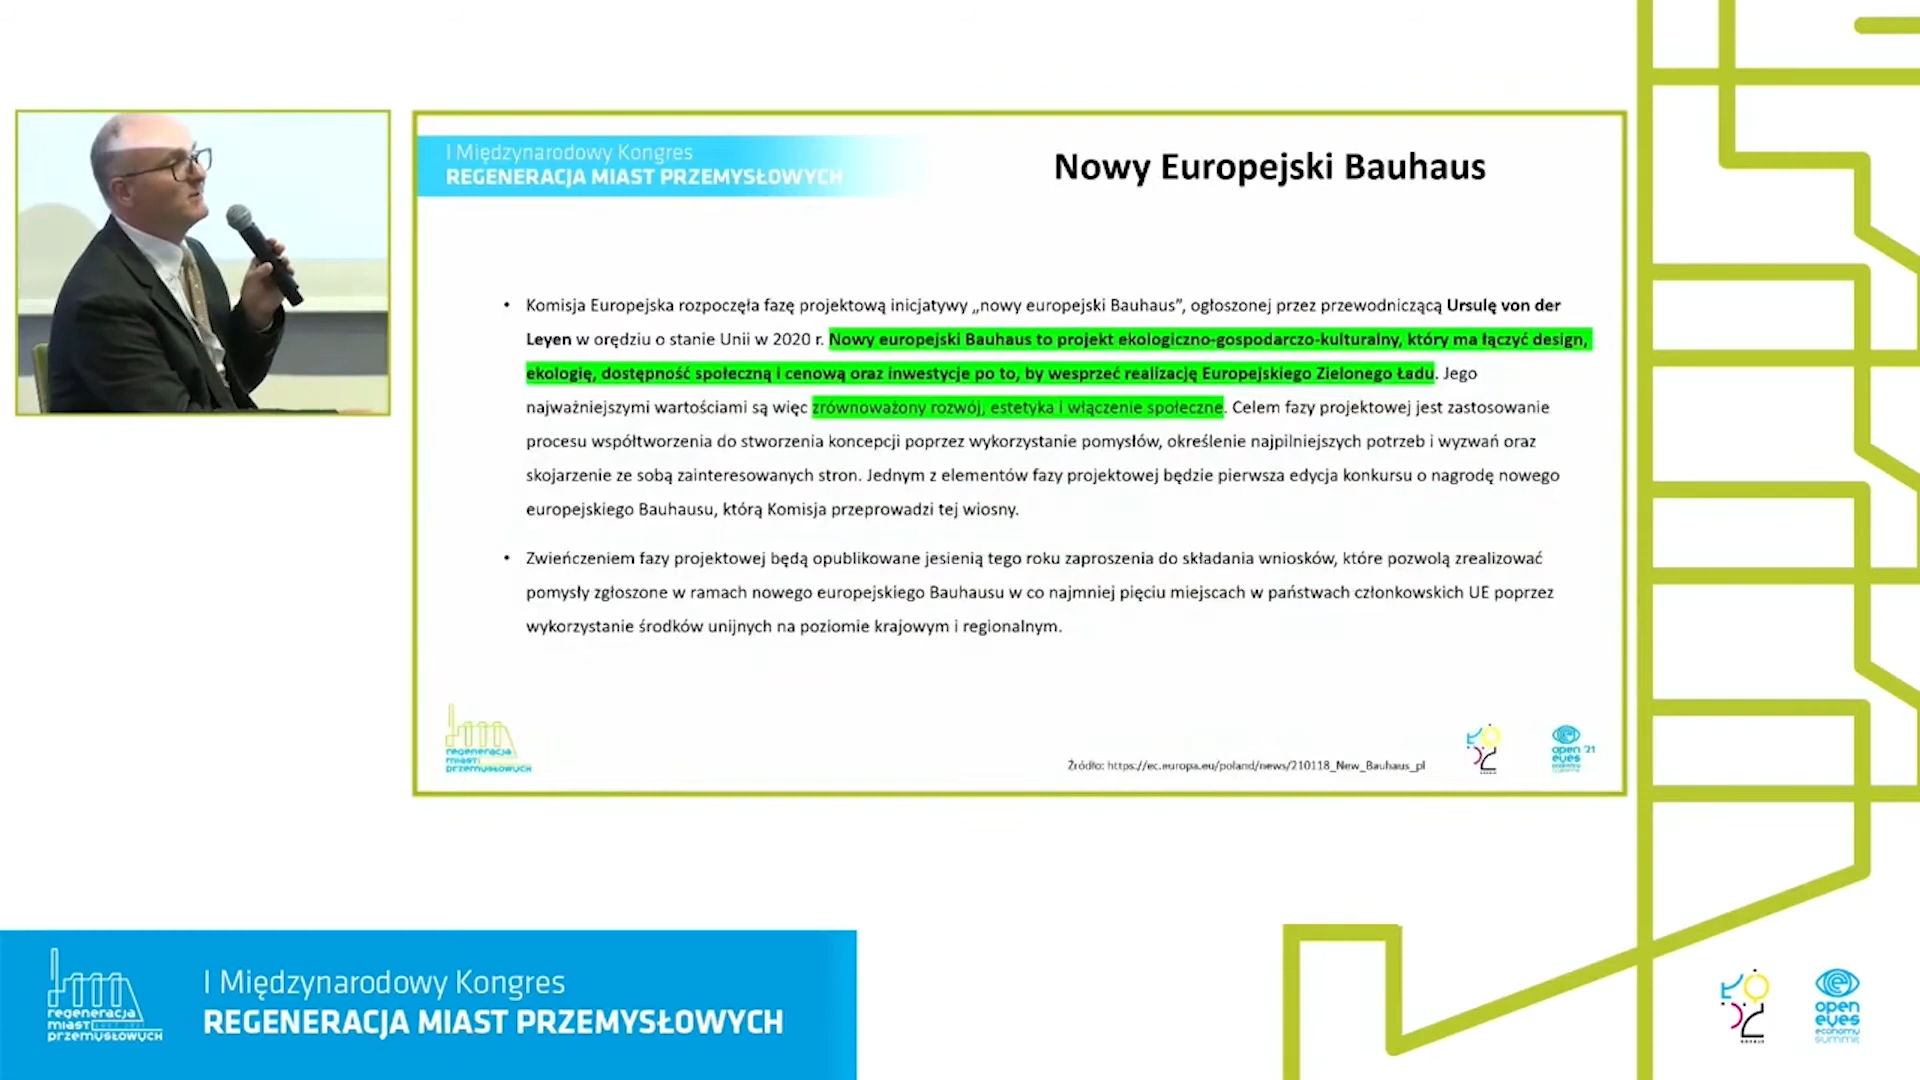 I Międzynarodowy Kongres
REGENERACJA MIAST PRZEMYSŁOWYCH
Nowy Europejski Bauhaus
• Komisja Europejska rozpoczęła fazę projektową inicjatywy „nowy europejski Bauhaus”, ogłoszonej przez przewodniczącą Ursulę von der
Leyen w orędziu o stanie Unii w 2020 r. Nowy europejski Bauhaus to projekt ekologiczno-gospodarczo-kulturalny, który ma łączyć design,
ekologię, dostępność społeczną i cenową oraz inwestycje po to, by wesprzeć realizację Europejskiego Zielonego Ładu. Jego
najważniejszymi wartościami są więc zrównoważony rozwój, estetyka i włączenie społeczne. Celem fazy projektowej jest zastosowanie
procesu współtworzenia do stworzenia koncepcji poprzez wykorzystanie pomysłów, określenie najpilniejszych potrzeb i wyzwań oraz
skojarzenie ze sobą zainteresowanych stron. Jednym z elementów fazy projektowej będzie pierwsza edycja konkursu o nagrodę nowego
europejskiego Bauhausu, którą Komisja przeprowadzi tej wiosny.
• Zwieńczeniem fazy projektowej będą opublikowane jesienią tego roku zaproszenia do składania wniosków, które pozwolą zrealizować
pomysły zgłoszone w ramach nowego europejskiego Bauhausu w co najmniej pięciu miejscach w państwach członkowskich UE poprzez
wykorzystanie środków unijnych na poziomie krajowym i regionalnym.
regeneracja
miast
przemysłowych
Źródło: https://ec.europa.eu/poland/news/210118_New_Bauhaus_pl
open '21
eyes
regeneracja
miast
przemysłowych
I Międzynarodowy Kongres
REGENERACJA MIAST PRZEMYSŁOWYCH
open
eyes
economy
summit